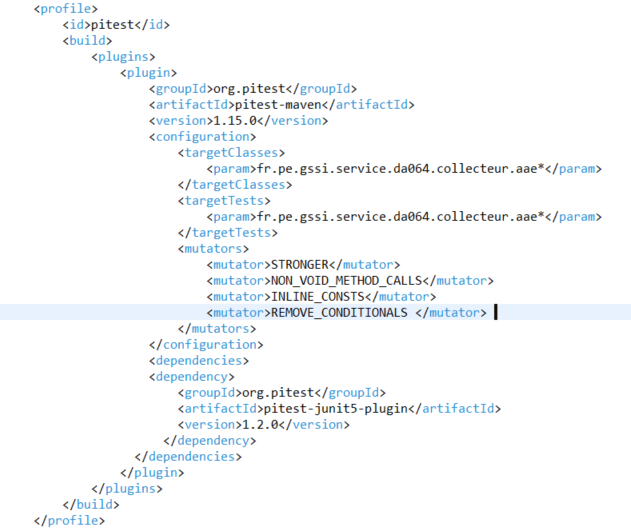 <profile>
<id>pitest</id>
<build>
<plugins>
<plugin>
<groupId>org.pitest</groupId>
<artifactId>pitest-maven</artifactId>
<version>1.15.0</version>
<configuration>
<targetClasses>
<param>fr.pe.gssi.service.da064.collecteur.aae*</param>
</targetClasses>
<targetTests>
<param>fr.pe.gssi.service.da064.collecteur.aae*</param>
</targetTests>
<mutators>
<mutator>STRONGER</mutator>
<mutator>NON_VOID_METHOD_CALLS</mutator>
<mutator>INLINE_CONSTS</mutator>
<mutator>REMOVE_CONDITIONALS </mutator>
</mutators>
</configuration>
<dependencies>
<dependency>
<groupId>org.pitest</groupId>
<artifactId>pitest-junit5-plugin</artifactId>
<version>1.2.0</version>
</dependency>
</dependencies>
</plugin>
</plugins>
</build>
</profile>